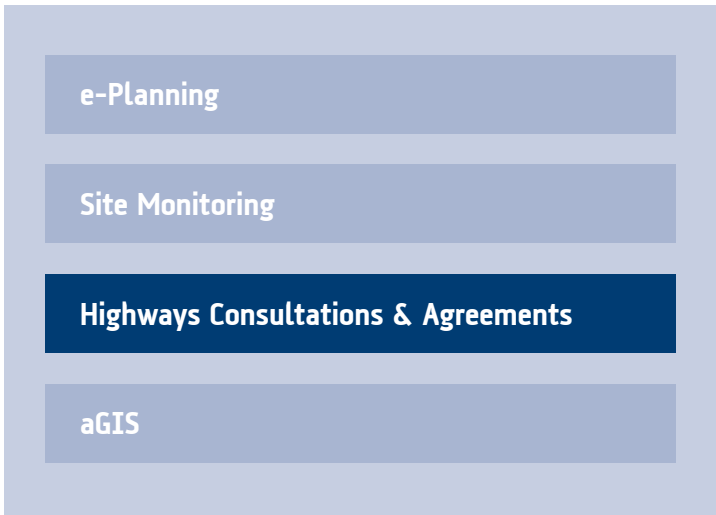 e-Planning
Site Monitoring
Highways Consultations & Agreements
aGIS